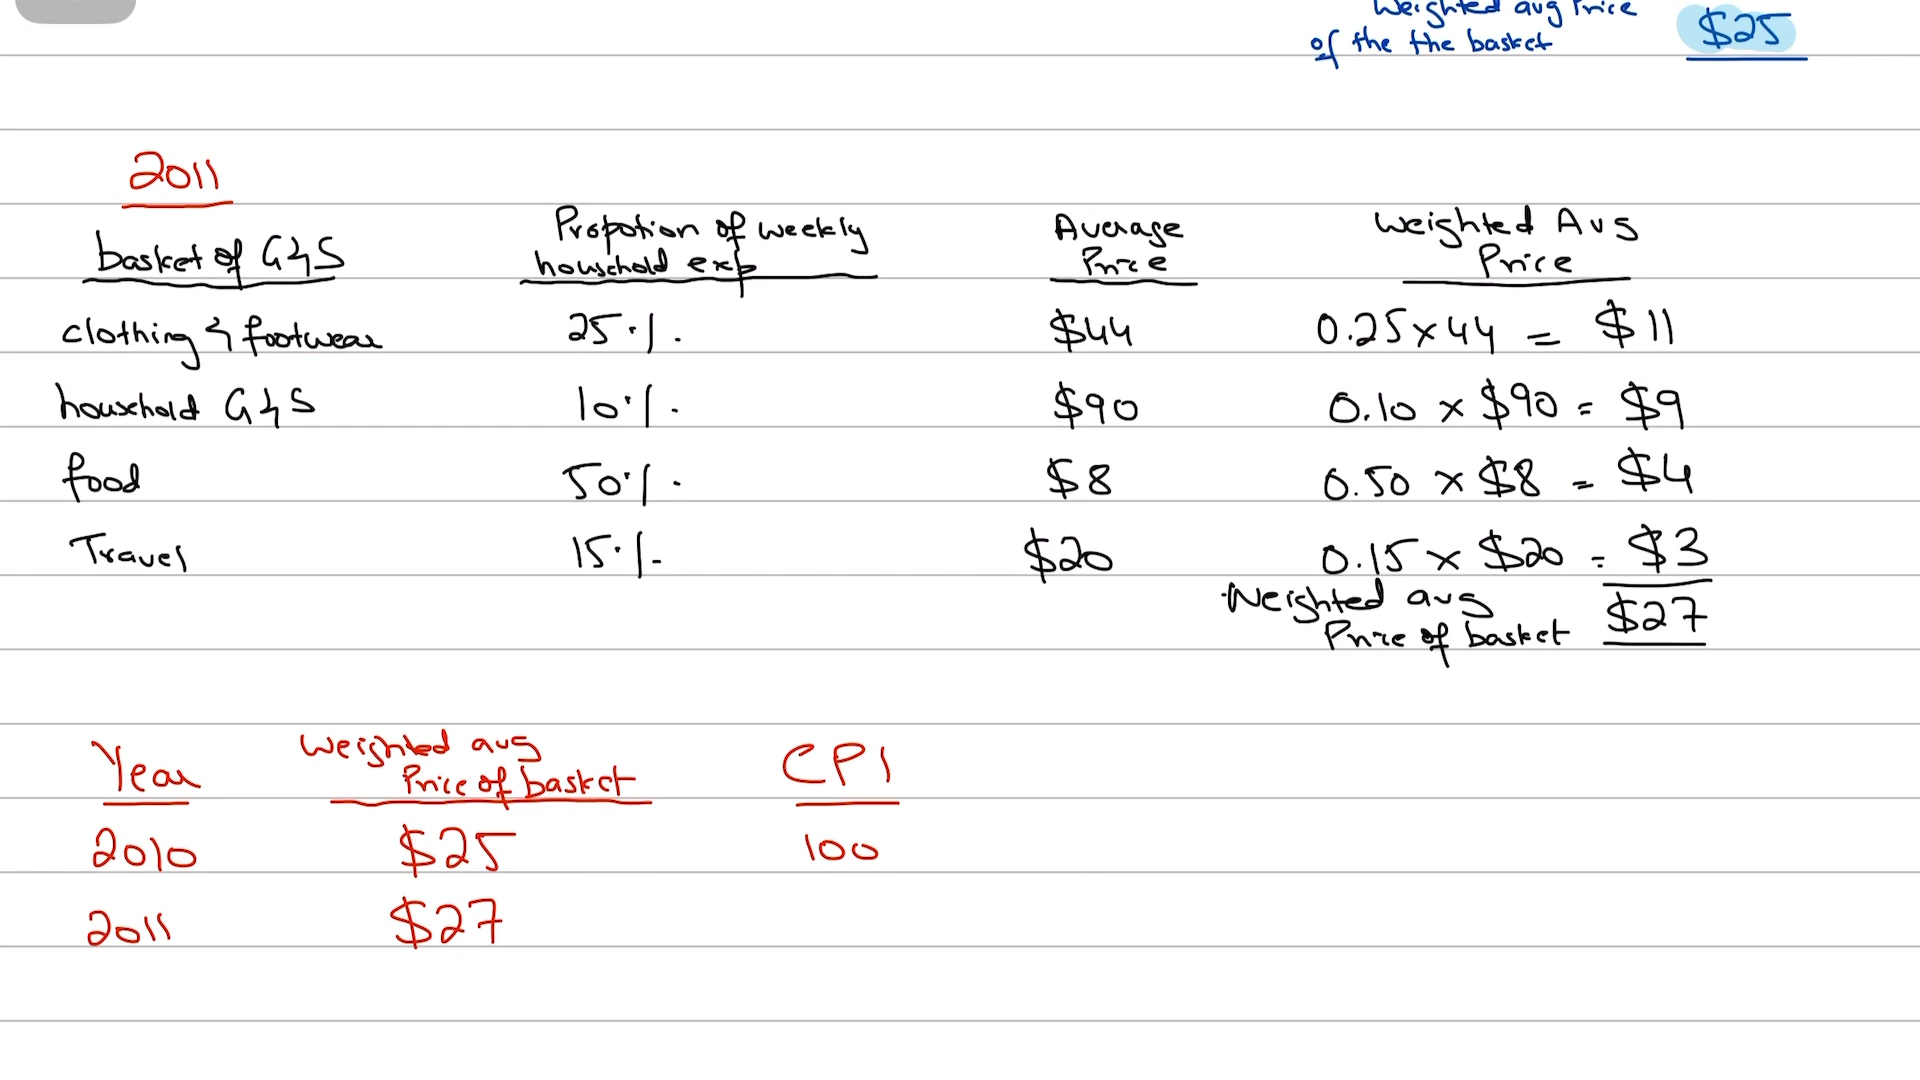 Weighted avg Price
of the the basket $25
2011
basket of G&S Propotion of weekly household exp Average Price Weighted Avg Price
clothing & footwear 25% $44 0.25 x 44 = $11
household G&S 10% $90 0.10 x $90 = $9
food 50% $8 0.50 x $8 = $4
Travel 15% $20 0.15 x $20 = $3
Weighted avg
Price of basket $27
Year Weighted avg Price of basket CPI
2010 $25 100
2011 $27